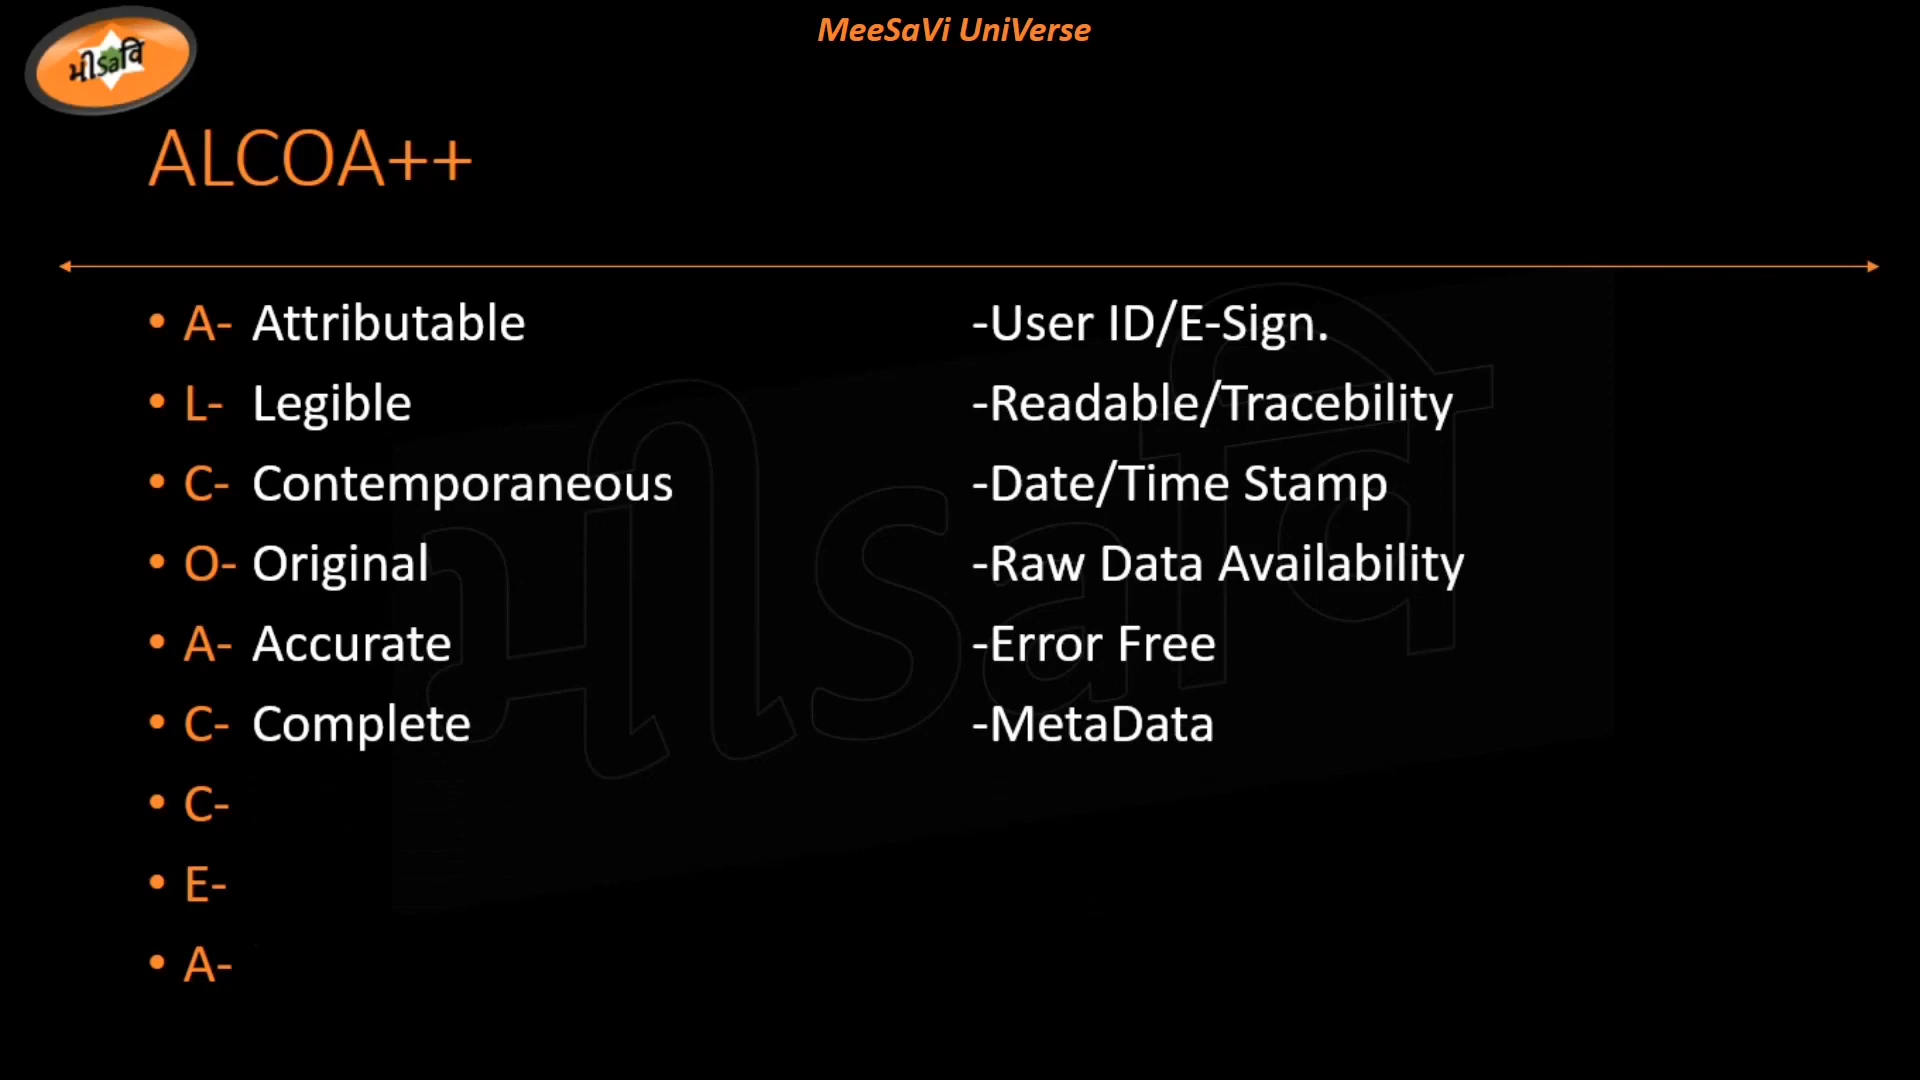 MeeSaVi UniVerse
મીSaवि
ALCOA++
• A- Attributable -User ID/E-Sign.
• L- Legible -Readable/Tracebility
• C- Contemporaneous -Date/Time Stamp
• O- Original -Raw Data Availability
• A- Accurate -Error Free
• C- Complete -MetaData
• C-
• E-
• A-
મીSaवि